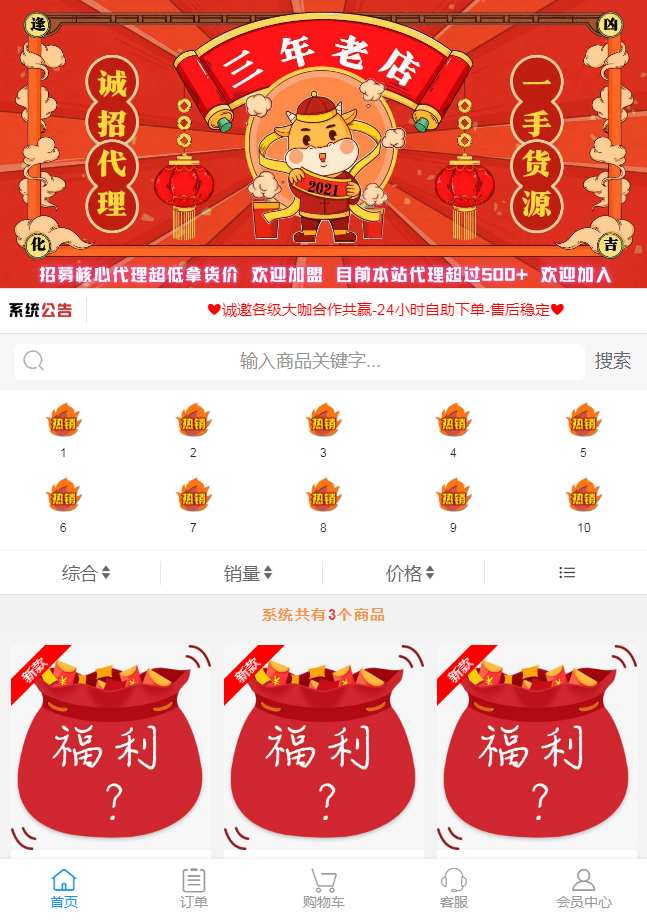 逢
凶
三年老店
诚招代理
一手货源
2021
化
吉
招募核心代理超低拿货价 欢迎加盟 目前本站代理超过500+ 欢迎加入
系统公告
♥诚邀各级大咖合作共赢-24小时自助下单-售后稳定♥
输入商品关键字... 搜索
热销 热销 热销 热销 热销
1 2 3 4 5
热销 热销 热销 热销 热销
6 7 8 9 10
综合 销量 价格
系统共有3个商品
新款 新款 新款
福利 福利 福利
？ ？ ？
首页 订单 购物车 客服 会员中心